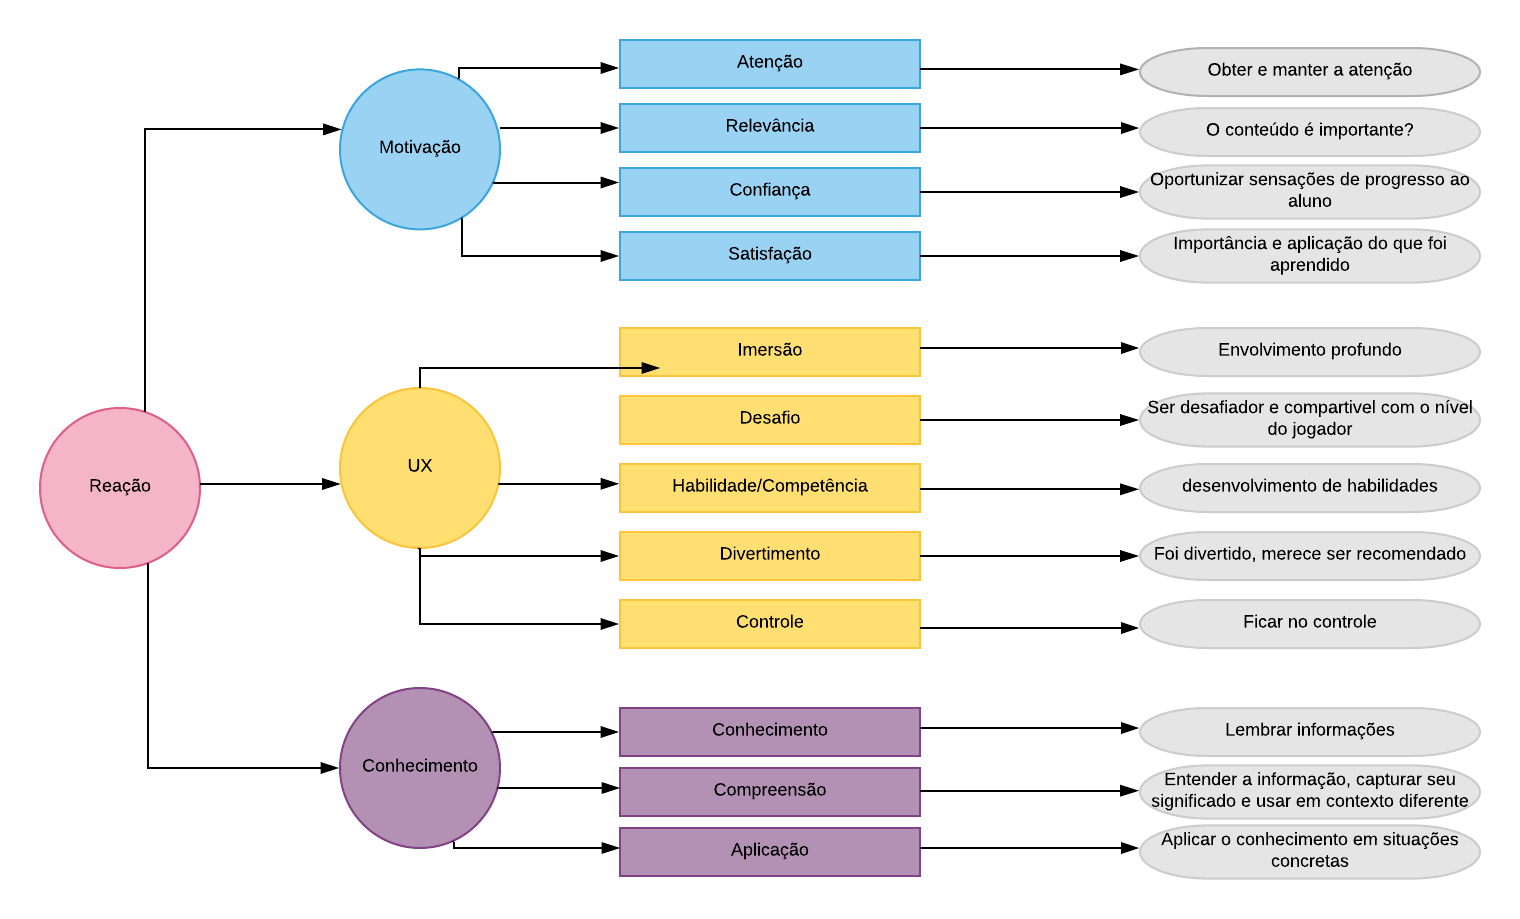 Reação
Motivação
Atenção
Obter e manter a atenção
Relevância
O conteúdo é importante?
Confiança
Oportunizar sensações de progresso ao
aluno
Satisfação
Importância e aplicação do que foi
aprendido
UX
Imersão
Envolvimento profundo
Desafio
Ser desafiador e compartivel com o nível
do jogador
Habilidade/Competência
desenvolvimento de habilidades
Divertimento
Foi divertido, merece ser recomendado
Controle
Ficar no controle
Conhecimento
Conhecimento
Lembrar informações
Compreensão
Entender a informação, capturar seu
significado e usar em contexto diferente
Aplicação
Aplicar o conhecimento em situações
concretas